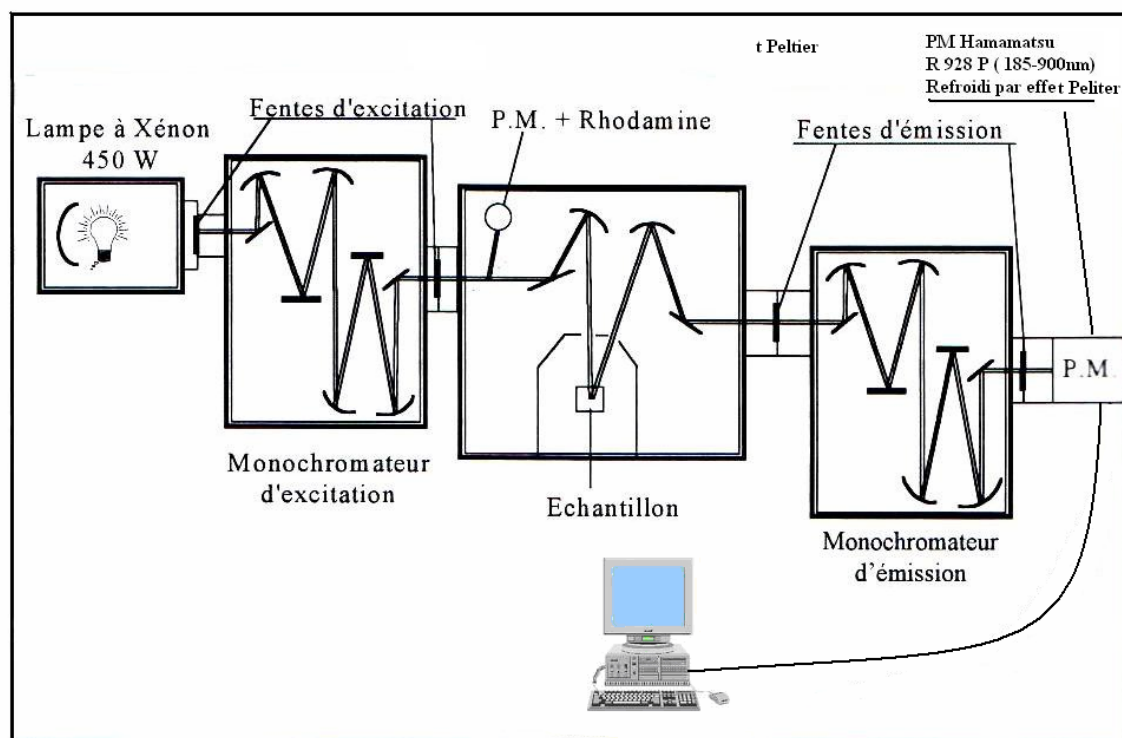 t Peltier
PM Hamamatsu
R 928 P ( 185-900nm)
Refroidi par effet Peliter
Fentes d'excitation
P.M. + Rhodamine
Fentes d'émission
Lampe à Xénon
450 W
P.M.
Monochromateur
d'excitation
Echantillon
Monochromateur
d'émission